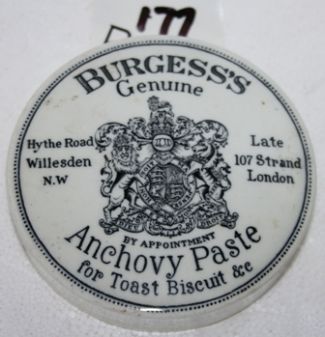 177
BURGESS'S
Genuine
Hythe Road
Willesden
N.W
Late
107 Strand
London
BY APPOINTMENT
Anchovy Paste
for Toast Biscuit &c